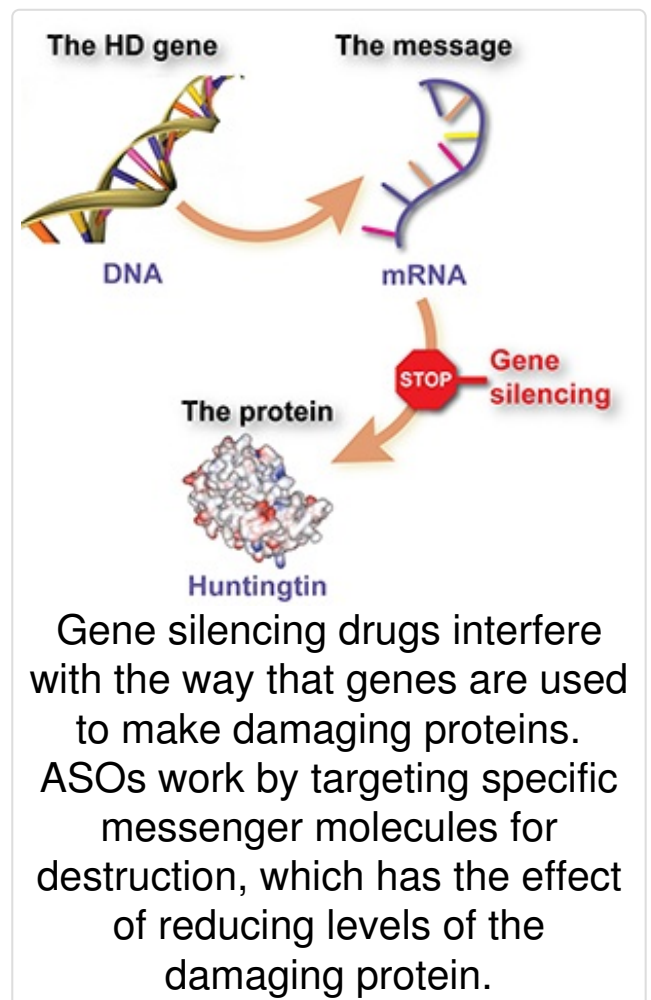 The HD gene
The message
DNA
mRNA
STOP
Gene
silencing
The protein
Huntingtin
Gene silencing drugs interfere
with the way that genes are used
to make damaging proteins.
ASOs work by targeting specific
messenger molecules for
destruction, which has the effect
of reducing levels of the
damaging protein.